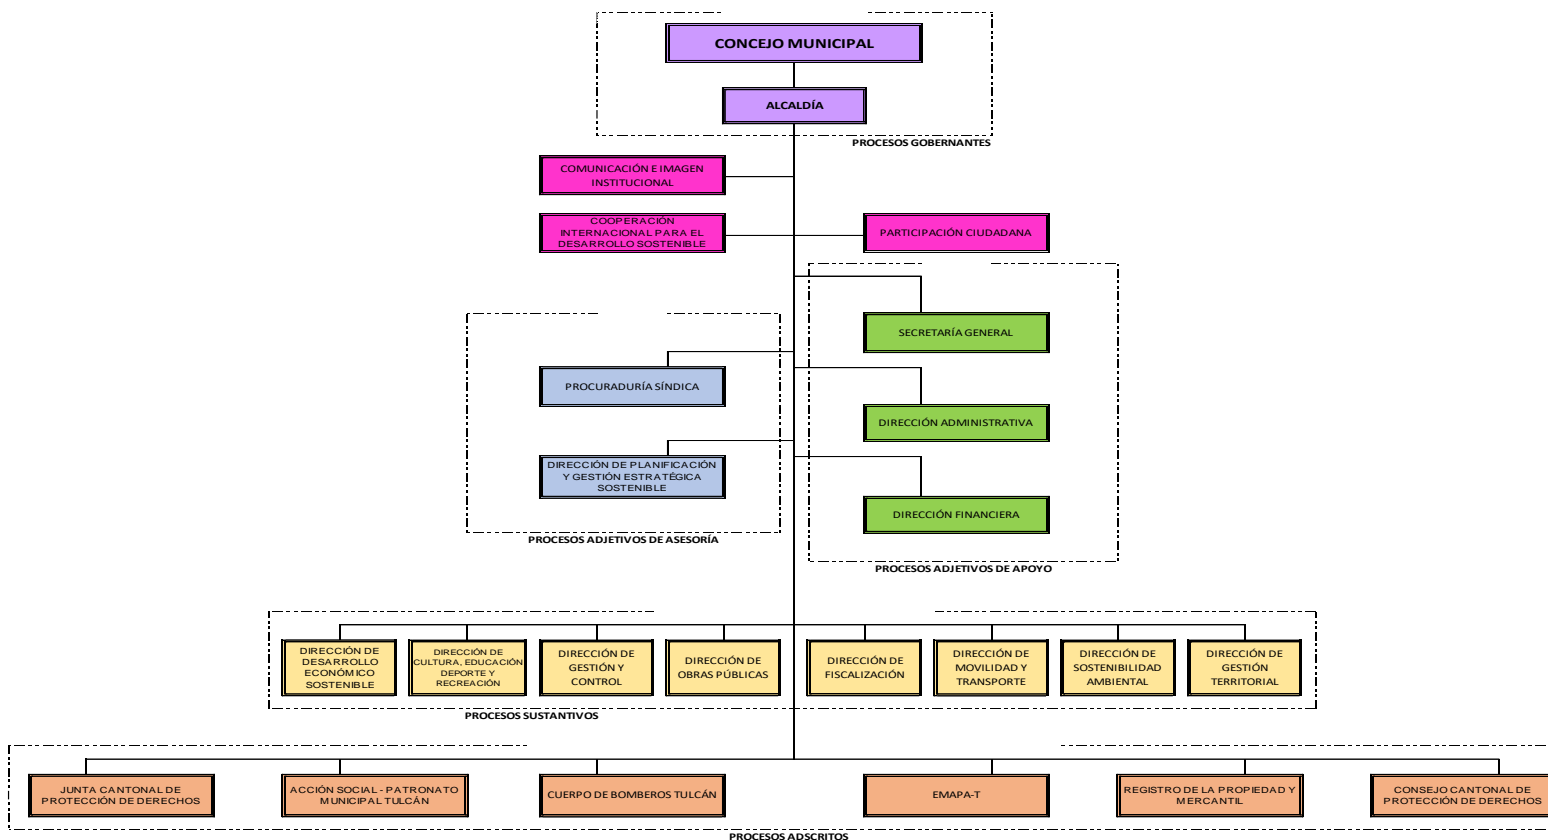 CONCEJO MUNICIPAL
ALCALDÍA
PROCESOS GOBERNANTES
COMUNICACIÓN E IMAGEN
INSTITUCIONAL
COOPERACIÓN
INTERNACIONAL PARA EL
DESARROLLO SOSTENIBLE
PARTICIPACIÓN CIUDADANA
SECRETARÍA GENERAL
PROCURADURÍA SÍNDICA
DIRECCIÓN ADMINISTRATIVA
DIRECCIÓN DE PLANIFICACIÓN
Y GESTIÓN ESTRATÉGICA
SOSTENIBLE
DIRECCIÓN FINANCIERA
PROCESOS ADJETIVOS DE ASESORÍA
PROCESOS ADJETIVOS DE APOYO
DIRECCIÓN DE
DESARROLLO
ECONÓMICO
SOSTENIBLE
DIRECCIÓN DE
CULTURA, EDUCACIÓN
DEPORTE Y
RECREACIÓN
DIRECCIÓN DE
GESTIÓN Y
CONTROL
DIRECCIÓN DE
OBRAS PÚBLICAS
DIRECCIÓN DE
FISCALIZACIÓN
DIRECCIÓN DE
MOVILIDAD Y
TRANSPORTE
DIRECCIÓN DE
SOSTENIBILIDAD
AMBIENTAL
DIRECCIÓN DE
GESTIÓN
TERRITORIAL
PROCESOS SUSTANTIVOS
JUNTA CANTONAL DE
PROTECCIÓN DE DERECHOS
ACCIÓN SOCIAL - PATRONATO
MUNICIPAL TULCÁN
CUERPO DE BOMBEROS TULCÁN
EMAPA-T
REGISTRO DE LA PROPIEDAD Y
MERCANTIL
CONSEJO CANTONAL DE
PROTECCIÓN DE DERECHOS
PROCESOS ADSCRITOS